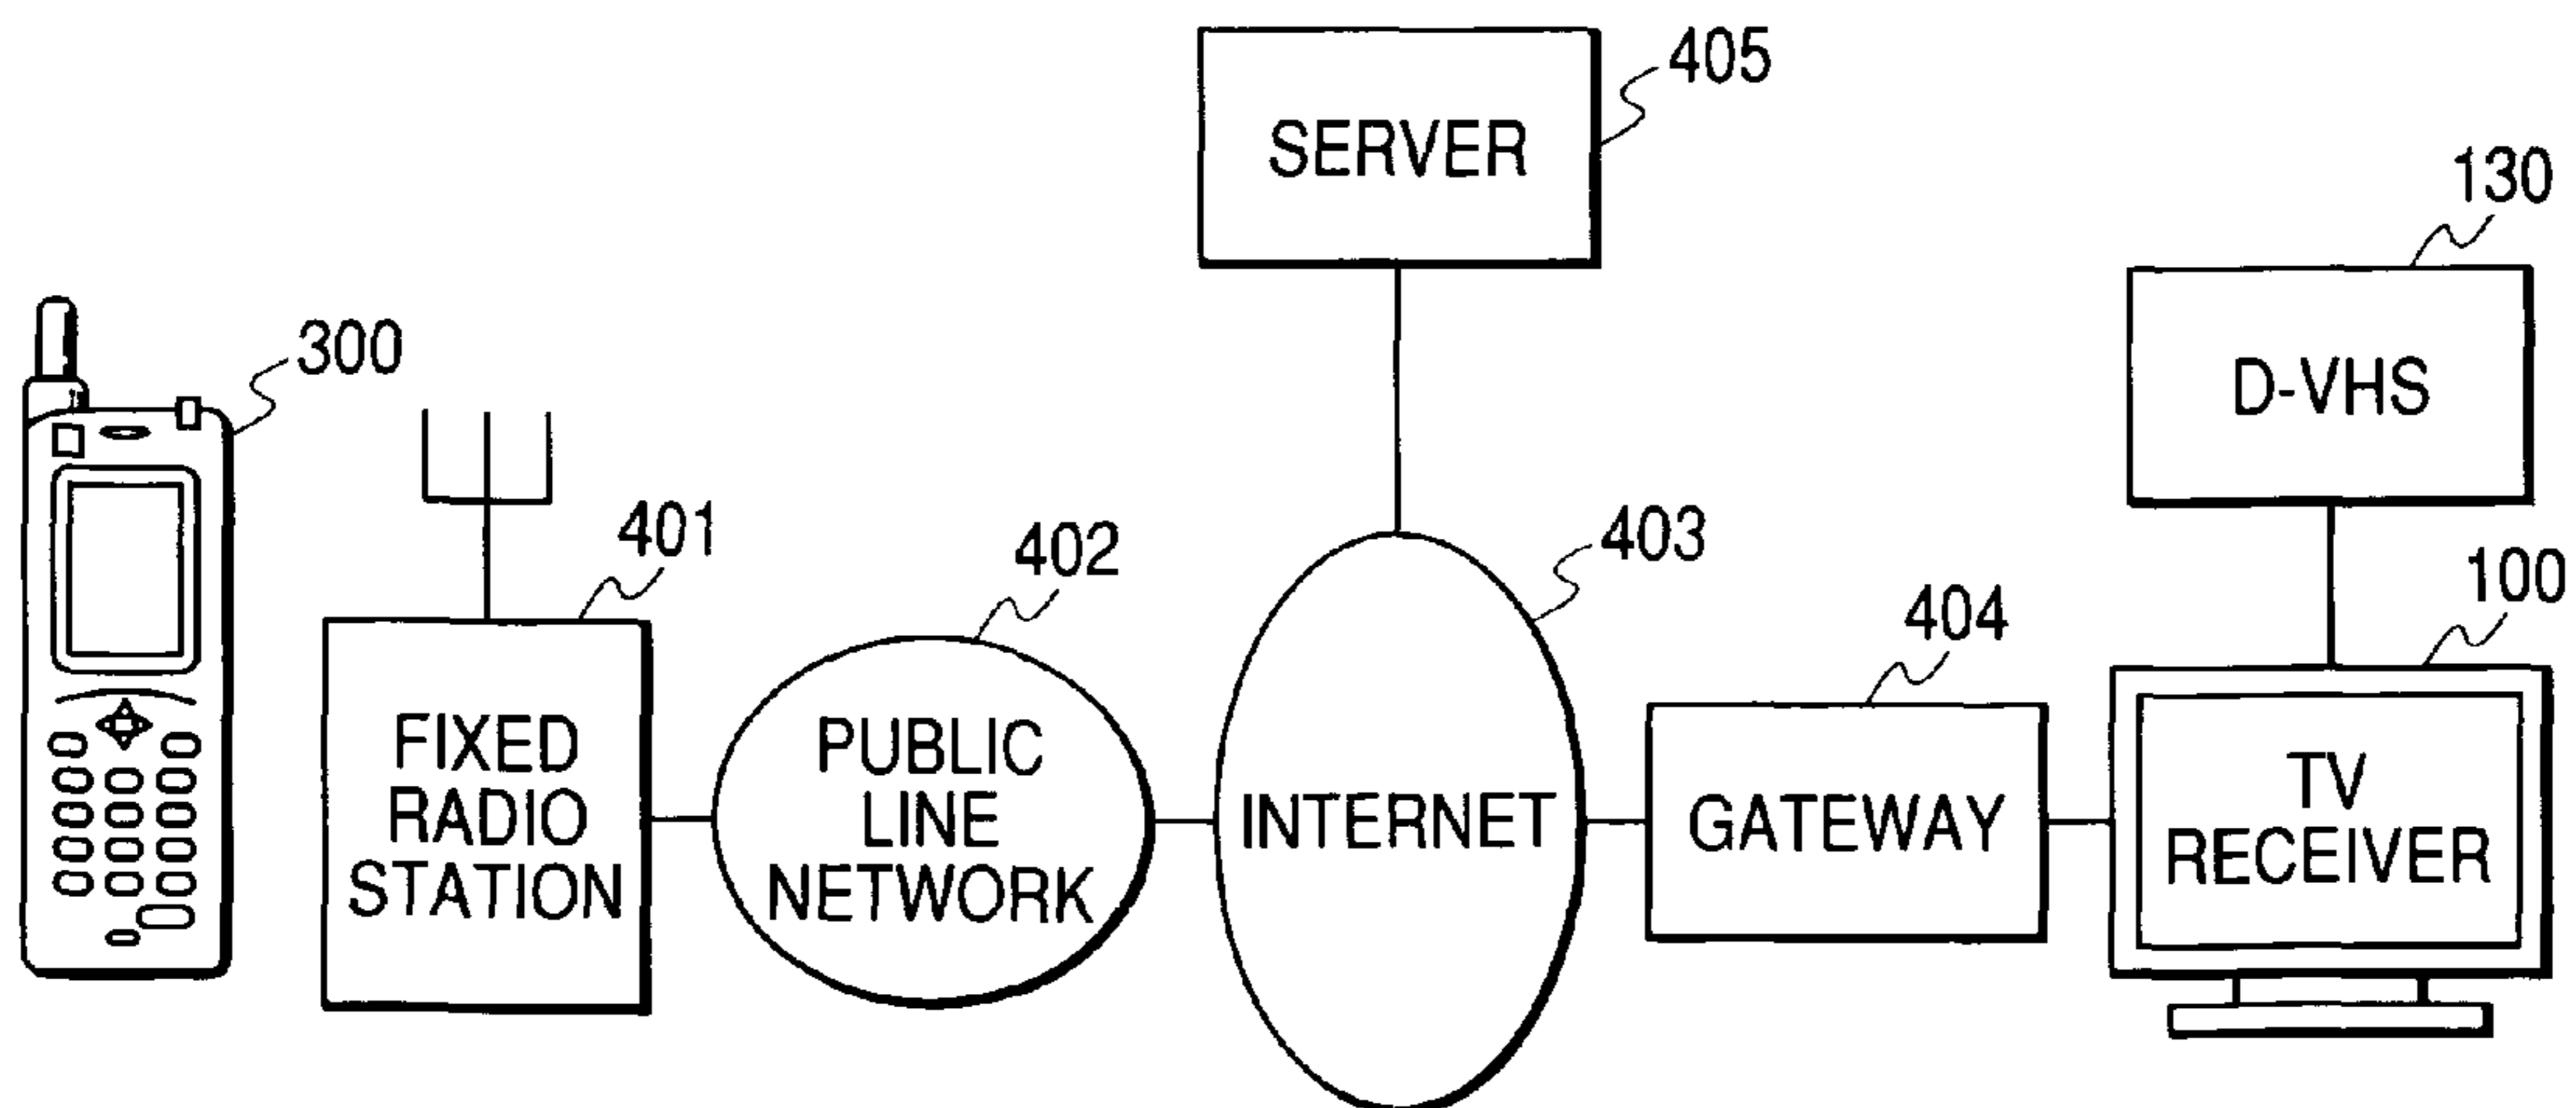 405
SERVER
130
D-VHS
300
401
402
403
404
100
FIXED
RADIO
STATION
PUBLIC
LINE
NETWORK
INTERNET
GATEWAY
TV
RECEIVER